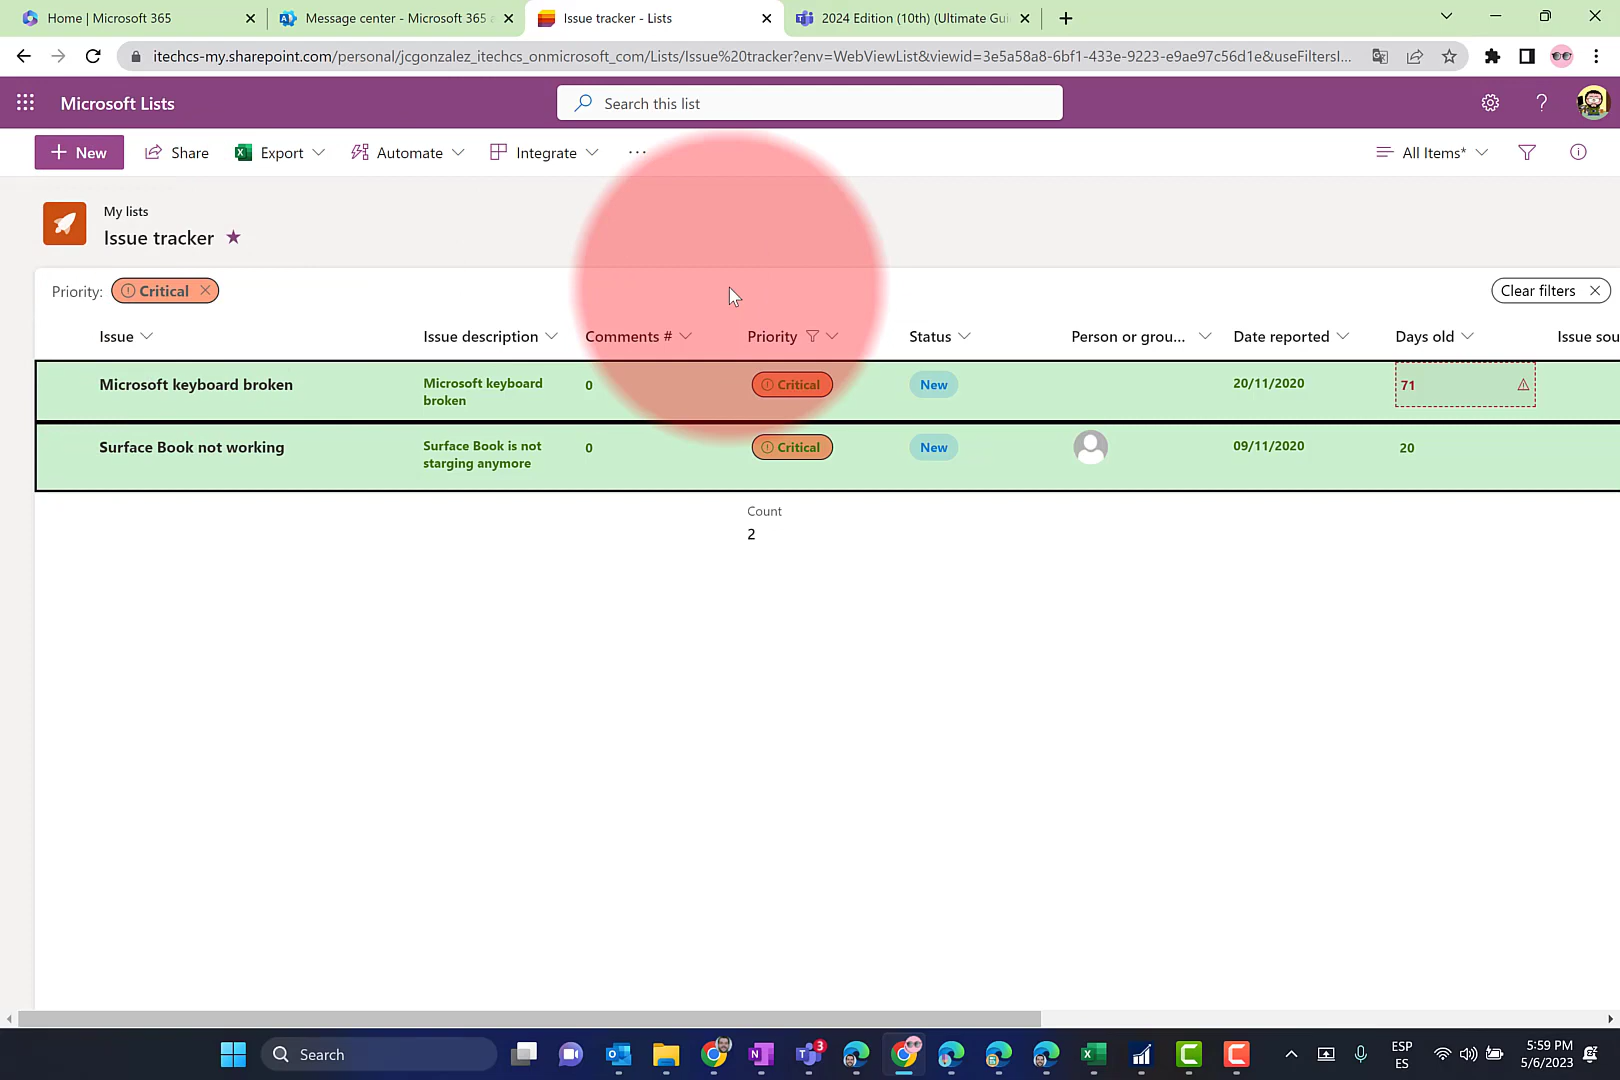 Home | Microsoft 365
Message center - Microsoft 365 a
Issue tracker - Lists
2024 Edition (10th) (Ultimate Gui
itechcs-my.sharepoint.com/personal/jcgonzalez_itechcs_onmicrosoft_com/Lists/Issue%20tracker?env=WebViewList&viewid=3e5a58a8-6bf1-433e-9223-e9ae97c56d1e&useFiltersI...
Microsoft Lists
Search this list
New
Share
Export
Automate
Integrate
All Items*
My lists
Issue tracker
Priority:
Critical
Clear filters
Issue
Issue description
Comments #
Priority
Status
Person or grou...
Date reported
Days old
Issue sou
Microsoft keyboard broken
Microsoft keyboard
broken
0
Critical
New
20/11/2020
71
Surface Book not working
Surface Book is not
starging anymore
0
Critical
New
09/11/2020
20
Count
2
Search
3
ESP
ES
5:59 PM
5/6/2023